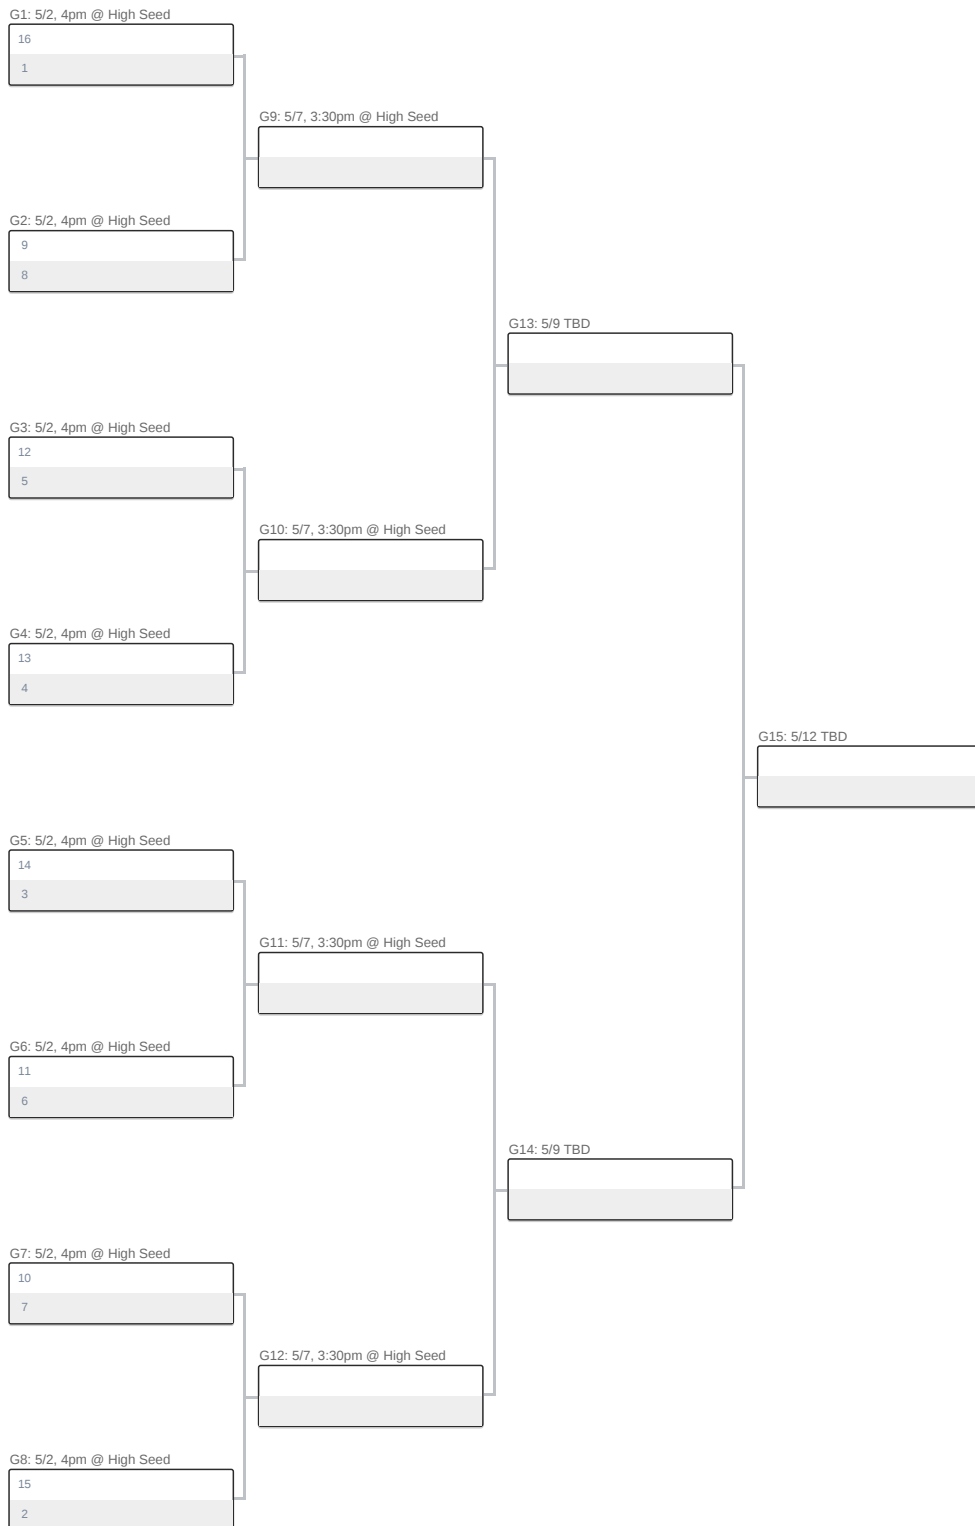 G1: 5/2, 4pm @ High Seed
16
1
G9: 5/7, 3:30pm @ High Seed
G2: 5/2, 4pm @ High Seed
9
8
G13: 5/9 TBD
G3: 5/2, 4pm @ High Seed
12
5
G10: 5/7, 3:30pm @ High Seed
G4: 5/2, 4pm @ High Seed
13
4
G15: 5/12 TBD
G5: 5/2, 4pm @ High Seed
14
3
G11: 5/7, 3:30pm @ High Seed
G6: 5/2, 4pm @ High Seed
11
6
G14: 5/9 TBD
G7: 5/2, 4pm @ High Seed
10
7
G12: 5/7, 3:30pm @ High Seed
G8: 5/2, 4pm @ High Seed
15
2